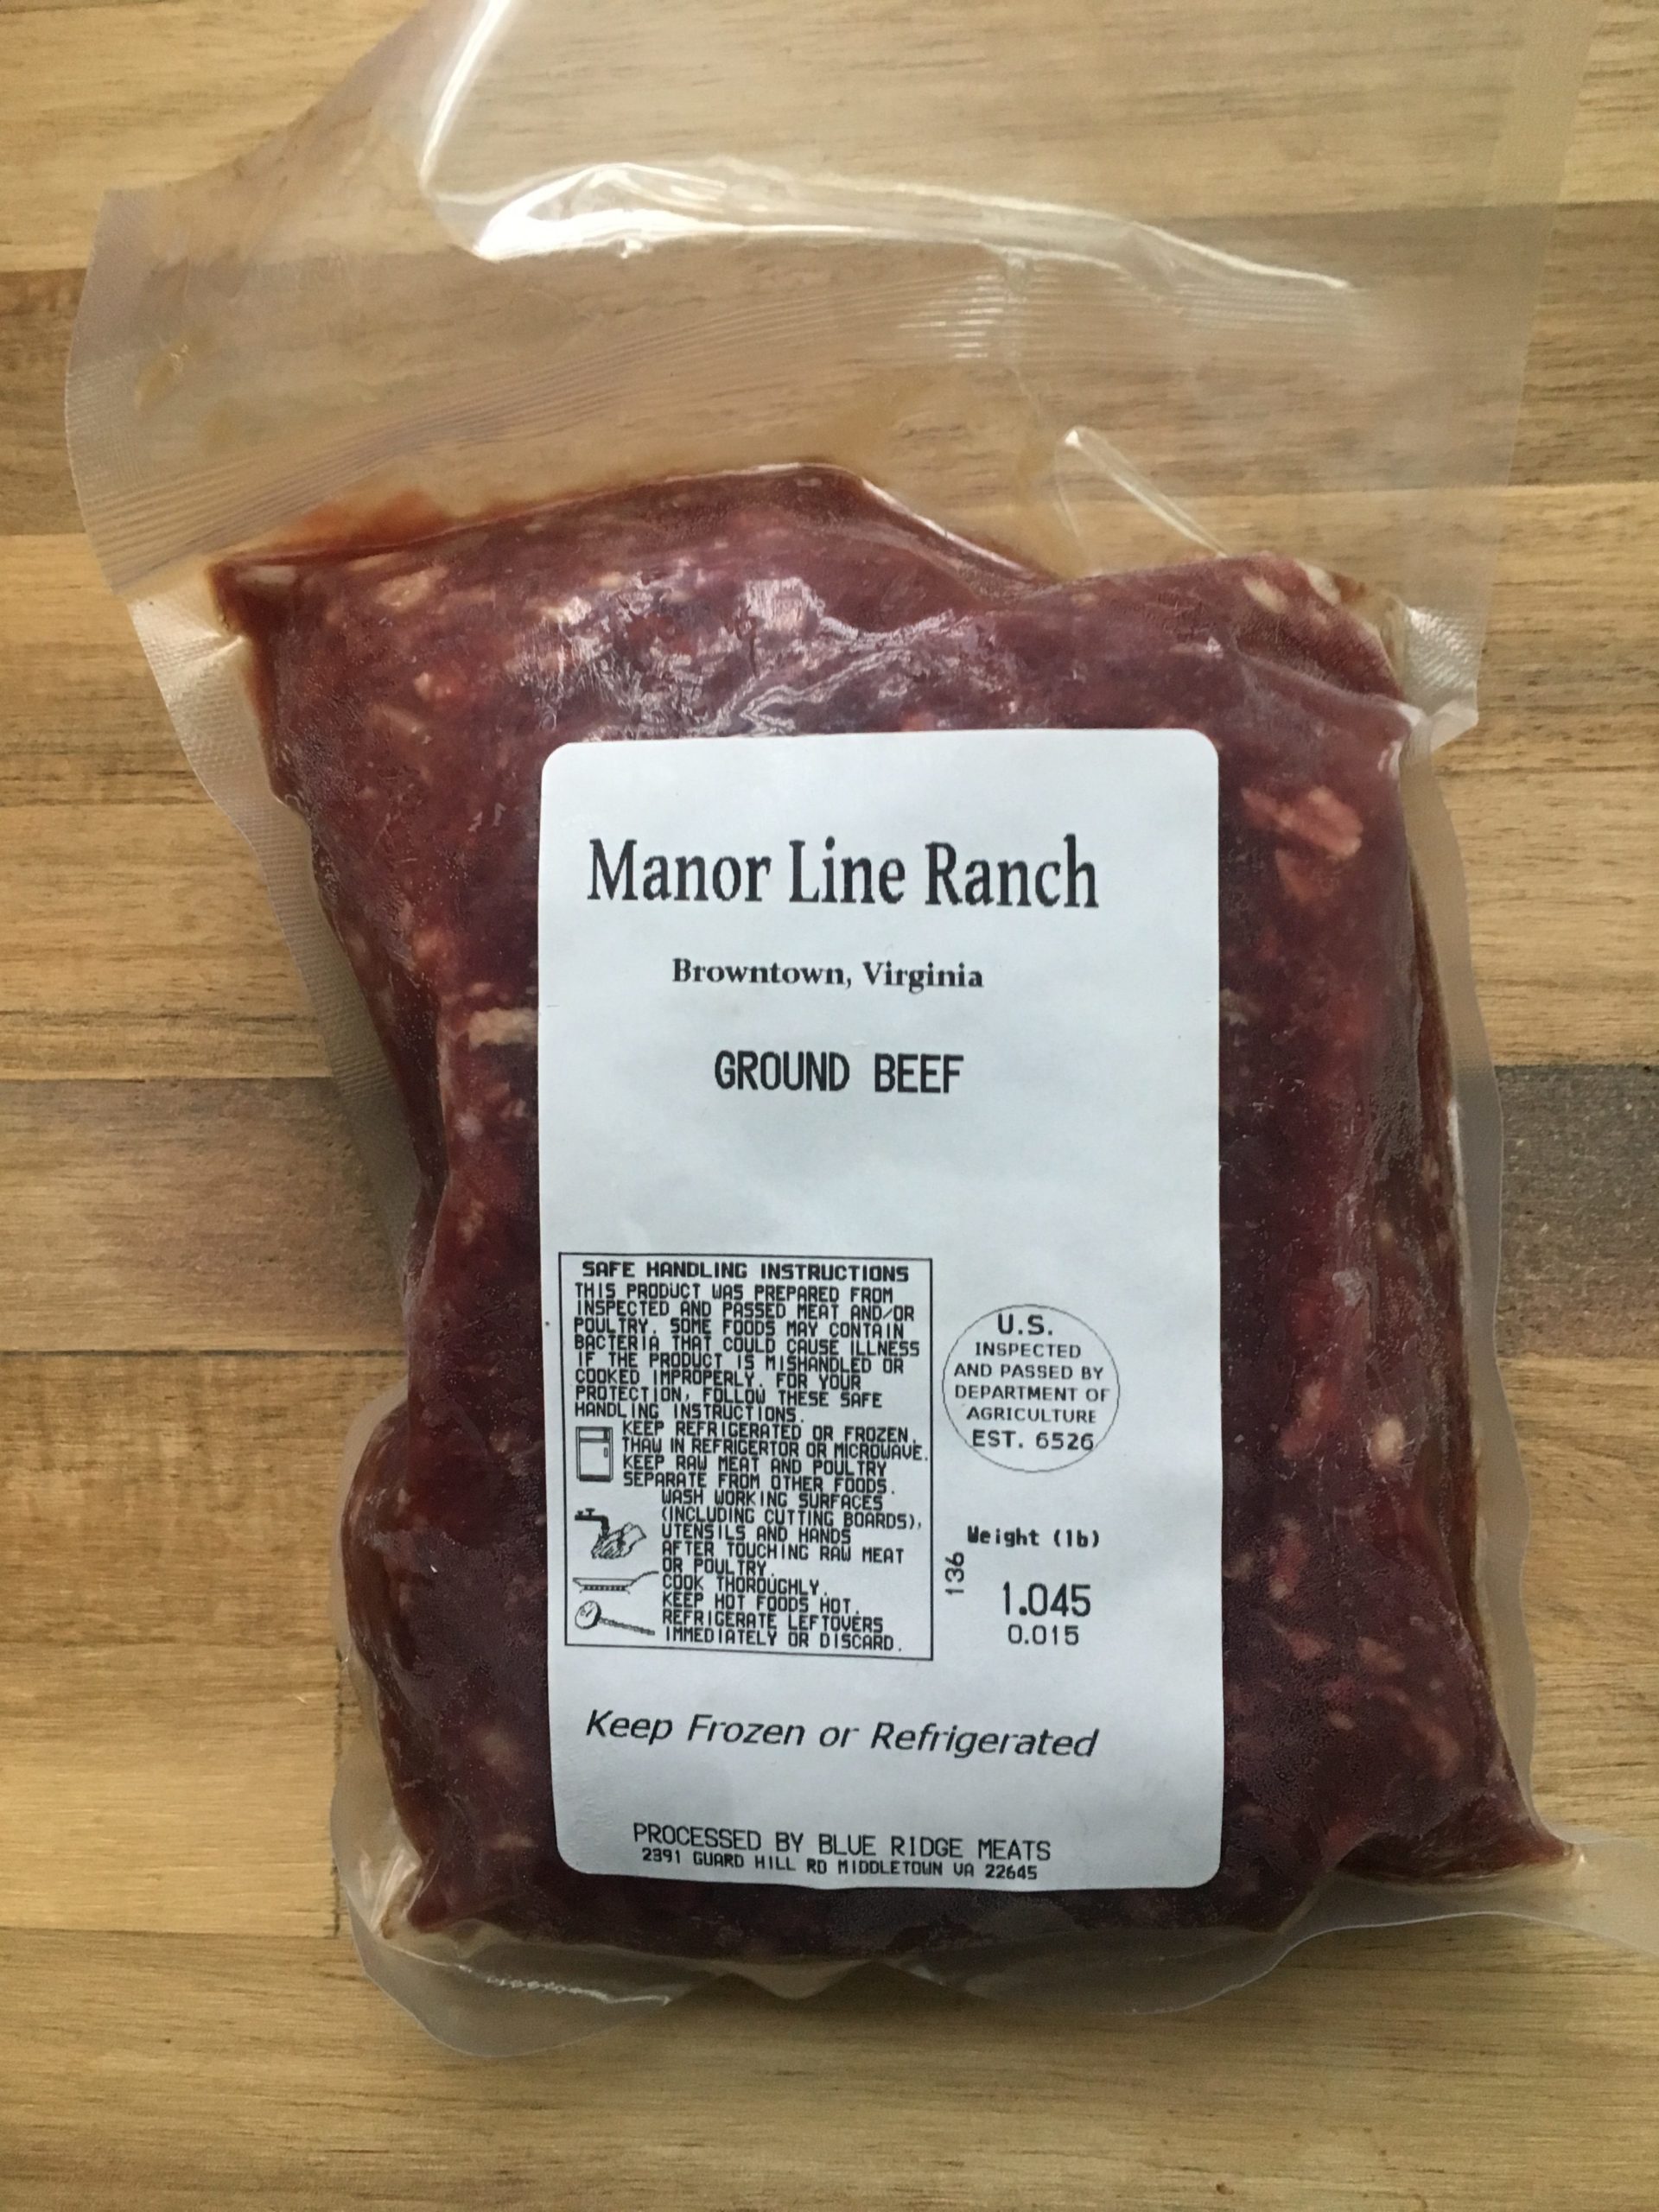 Manor Line Ranch
Browntown, Virginia
GROUND BEEF
SAFE HANDLING INSTRUCTIONS
THIS PRODUCT WAS PREPARED FROM
INSPECTED AND PASSED MEAT AND/OR
POULTRY. SOME FOODS MAY CONTAIN
BACTERIA THAT COULD CAUSE ILLNESS
IF THE PRODUCT IS MISHANDLED OR
COOKED IMPROPERLY. FOR YOUR
PROTECTION, FOLLOW THESE SAFE
HANDLING INSTRUCTIONS.
KEEP REFRIGERATED OR FROZEN.
THAW IN REFRIGERTOR OR MICROWAVE.
KEEP RAW MEAT AND POULTRY
SEPARATE FROM OTHER FOODS.
WASH WORKING SURFACES
(INCLUDING CUTTING BOARDS),
UTENSILS AND HANDS
AFTER TOUCHING RAW MEAT
OR POULTRY.
COOK THOROUGHLY.
KEEP HOT FOODS HOT.
REFRIGERATE LEFTOVERS
IMMEDIATELY OR DISCARD.
U.S.
INSPECTED
AND PASSED BY
DEPARTMENT OF
AGRICULTURE
EST. 6526
Weight (lb)
136
1.045
0.015
Keep Frozen or Refrigerated
PROCESSED BY BLUE RIDGE MEATS
2391 GUARD HILL RD MIDDLETOWN VA 22645